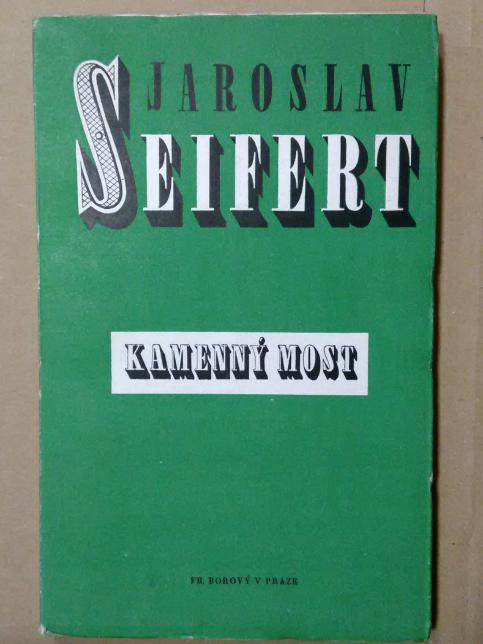 JAROSLAV
SEIFERT
KAMENNÝ MOST
FR. BOROVÝ V PRAZE